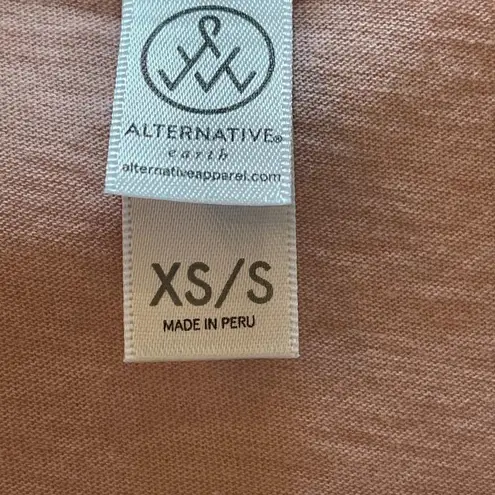 ALTERNATIVE®
earth
alternativeapparel.com
XS/S
MADE IN PERU